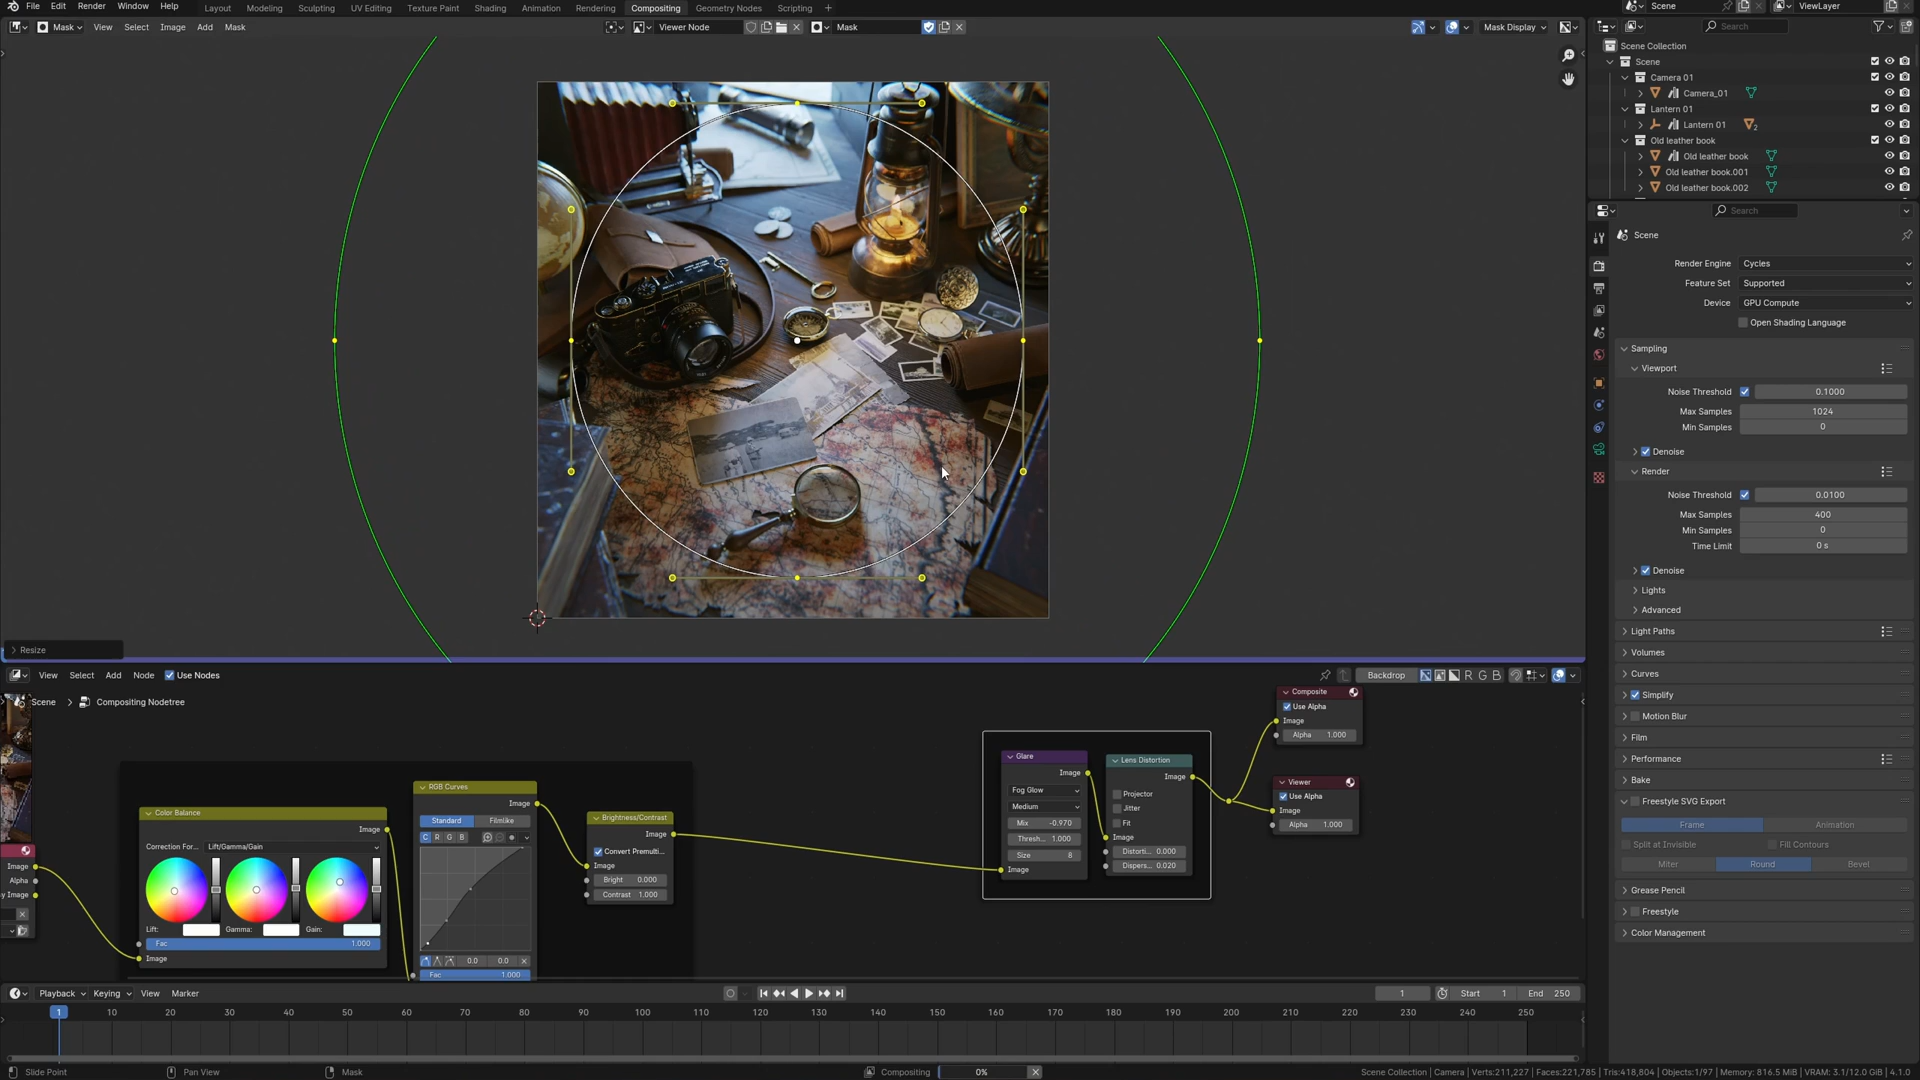 File Edit Render Window Help Layout Modeling Sculpting UV Editing Texture Paint Shading Animation Rendering Compositing Geometry Nodes Scripting + Scene ViewLayer
Mask View Select Image Add Mask Viewer Node Mask Mask Display Search
Scene Collection
Scene
Camera 01
Camera_01
Lantern 01
Lantern 01 2
Old leather book
Old leather book
Old leather book.001
Old leather book.002
Search
Scene
Render Engine Cycles
Feature Set Supported
Device GPU Compute
Open Shading Language
Sampling
Viewport
Noise Threshold 0.1000
Max Samples 1024
Min Samples 0
Denoise
Render
Noise Threshold 0.0100
Max Samples 400
Min Samples 0
Time Limit 0 s
Denoise
Lights
Advanced
Light Paths
Volumes
Curves
Simplify
Motion Blur
Film
Performance
Bake
Freestyle SVG Export
Frame Animation
Split at Invisible Fill Contours
Miter Round Bevel
Grease Pencil
Freestyle
Color Management
Resize
View Select Add Node Use Nodes Backdrop R G B
Scene > Compositing Nodetree
Image
Alpha
y Image
Color Balance
Image
Correction For... Lift/Gamma/Gain
Lift: Gamma: Gain:
Fac 1.000
Image
RGB Curves
Image
Standard Filmlike
C R G B
0.0 0.0
Fac 1.000
Brightness/Contrast
Image
Convert Premulti...
Image
Bright 0.000
Contrast 1.000
Glare
Image
Fog Glow
Medium
Mix -0.970
Thresh... 1.000
Size 8
Image
Lens Distortion
Image
Projector
Jitter
Fit
Image
Distorti... 0.000
Dispers... 0.020
Composite
Use Alpha
Image
Alpha 1.000
Viewer
Use Alpha
Image
Alpha 1.000
Playback Keying View Marker 1 Start 1 End 250
1 10 20 30 40 50 60 70 80 90 100 110 120 130 140 150 160 170 180 190 200 210 220 230 240 250
Slide Point Pan View Mask Compositing 0% Scene Collection | Camera | Verts:211,227 | Faces:221,785 | Tris:418,804 | Objects:1/97 | Memory: 816.5 MiB | VRAM: 3.1/12.0 GiB | 4.1.0